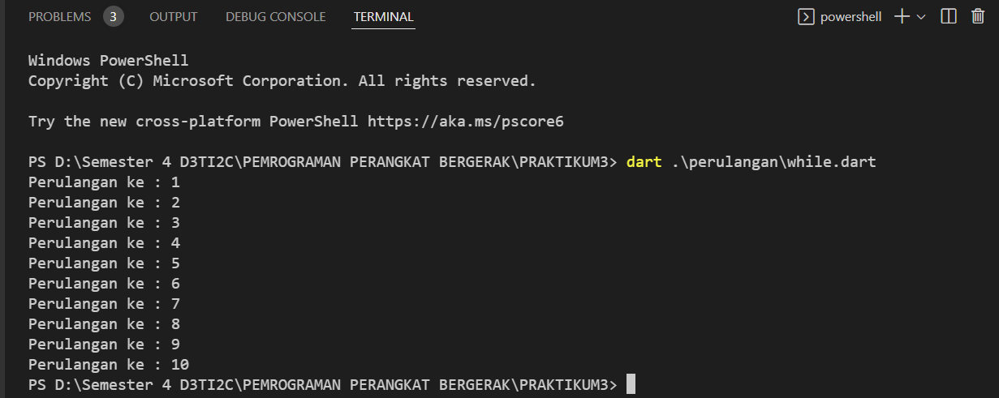 PROBLEMS 3 OUTPUT DEBUG CONSOLE TERMINAL powershell
Windows PowerShell
Copyright (C) Microsoft Corporation. All rights reserved.
Try the new cross-platform PowerShell https://aka.ms/pscore6
PS D:\Semester 4 D3TI2C\PEMROGRAMAN PERANGKAT BERGERAK\PRAKTIKUM3> dart .\perulangan\while.dart
Perulangan ke : 1
Perulangan ke : 2
Perulangan ke : 3
Perulangan ke : 4
Perulangan ke : 5
Perulangan ke : 6
Perulangan ke : 7
Perulangan ke : 8
Perulangan ke : 9
Perulangan ke : 10
PS D:\Semester 4 D3TI2C\PEMROGRAMAN PERANGKAT BERGERAK\PRAKTIKUM3>